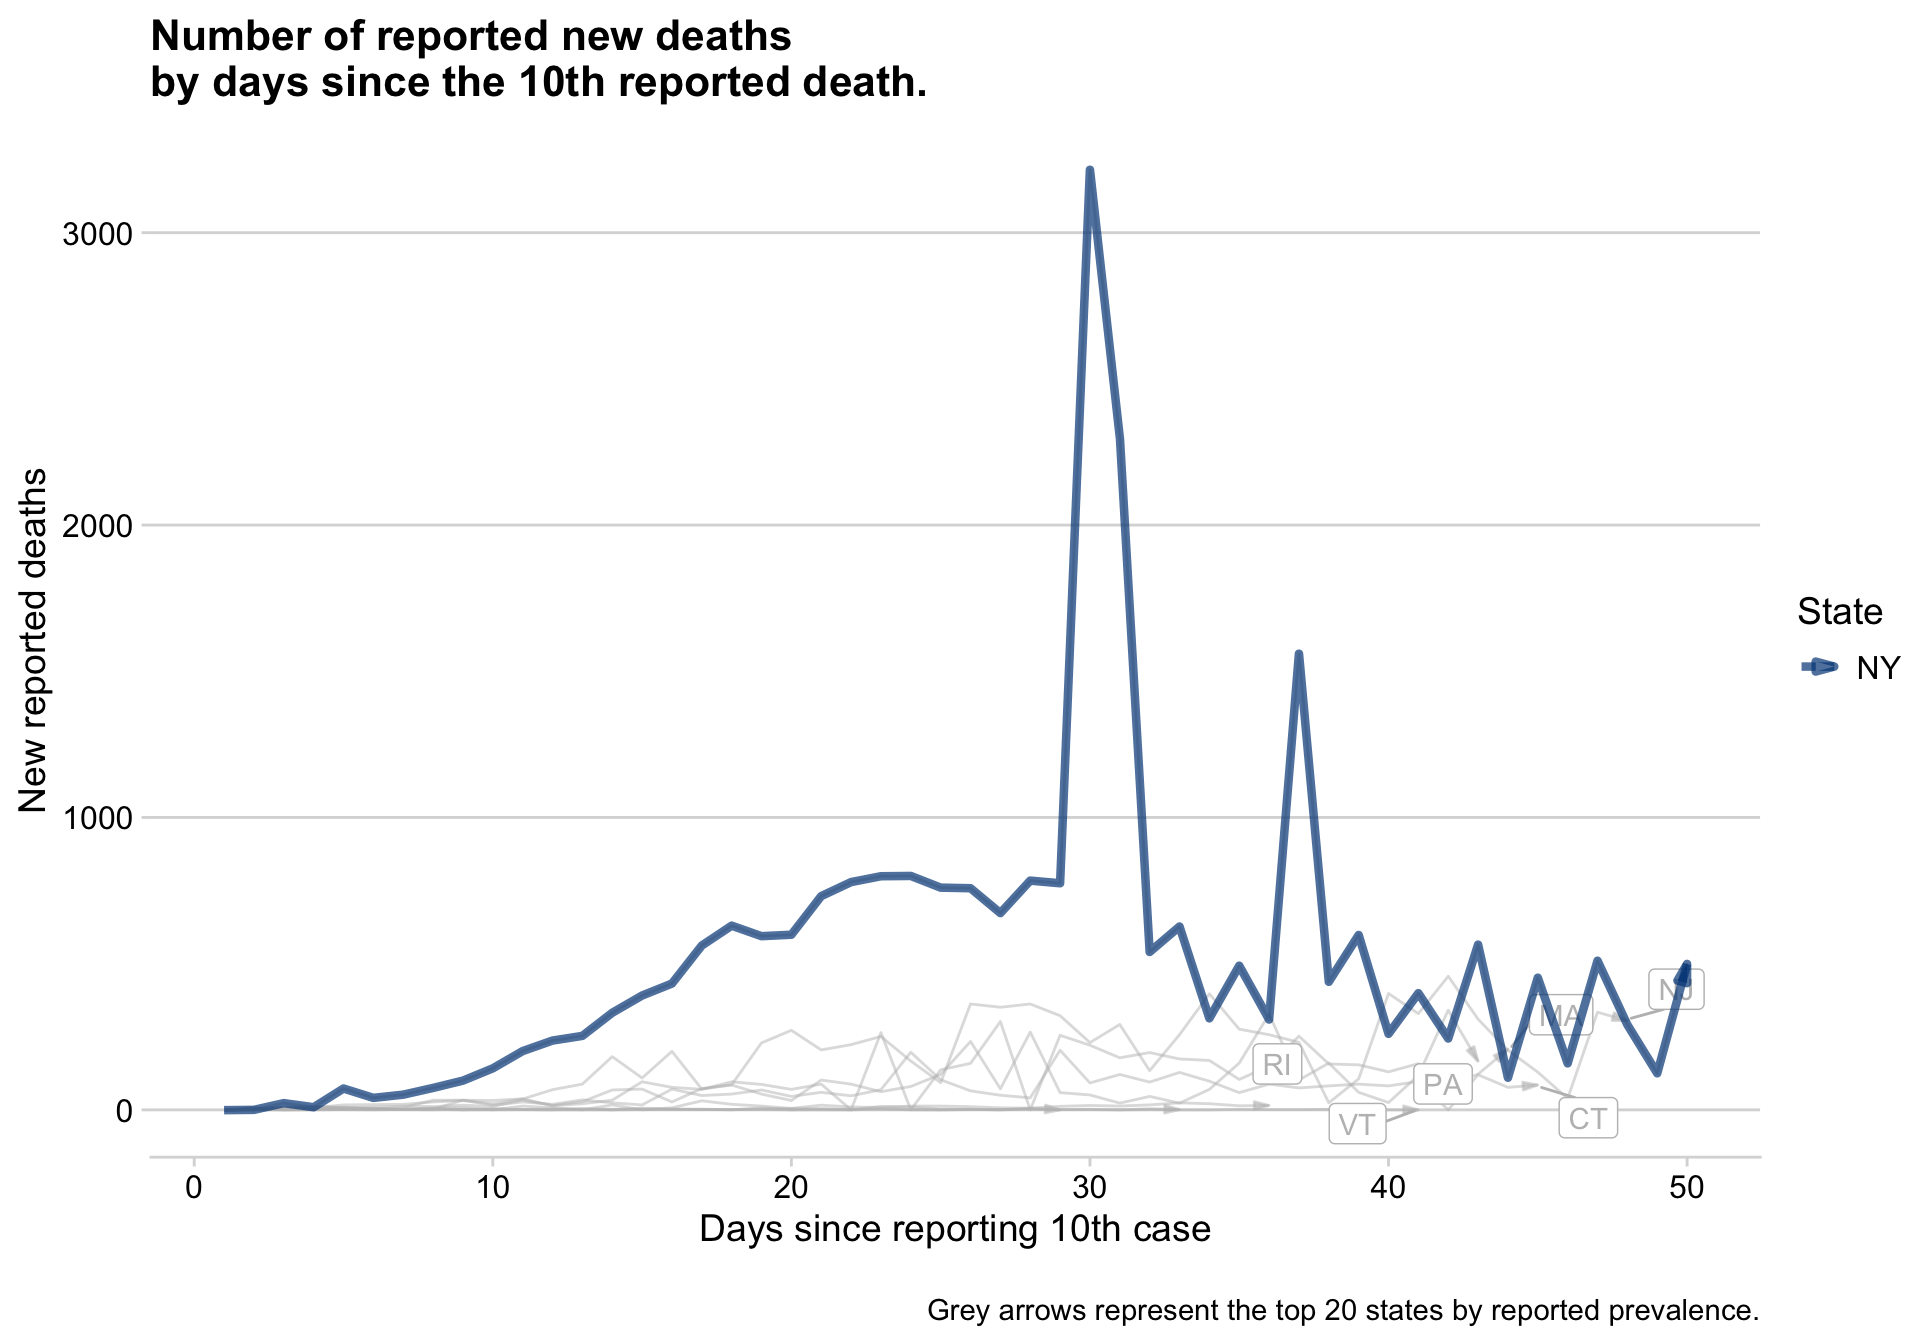 Number of reported new deaths
by days since the 10th reported death.
New reported deaths
3000
2000
1000
0
0 10 20 30 40 50
Days since reporting 10th case
RI
VT
PA
MA
CT
NJ
State
NY
Grey arrows represent the top 20 states by reported prevalence.